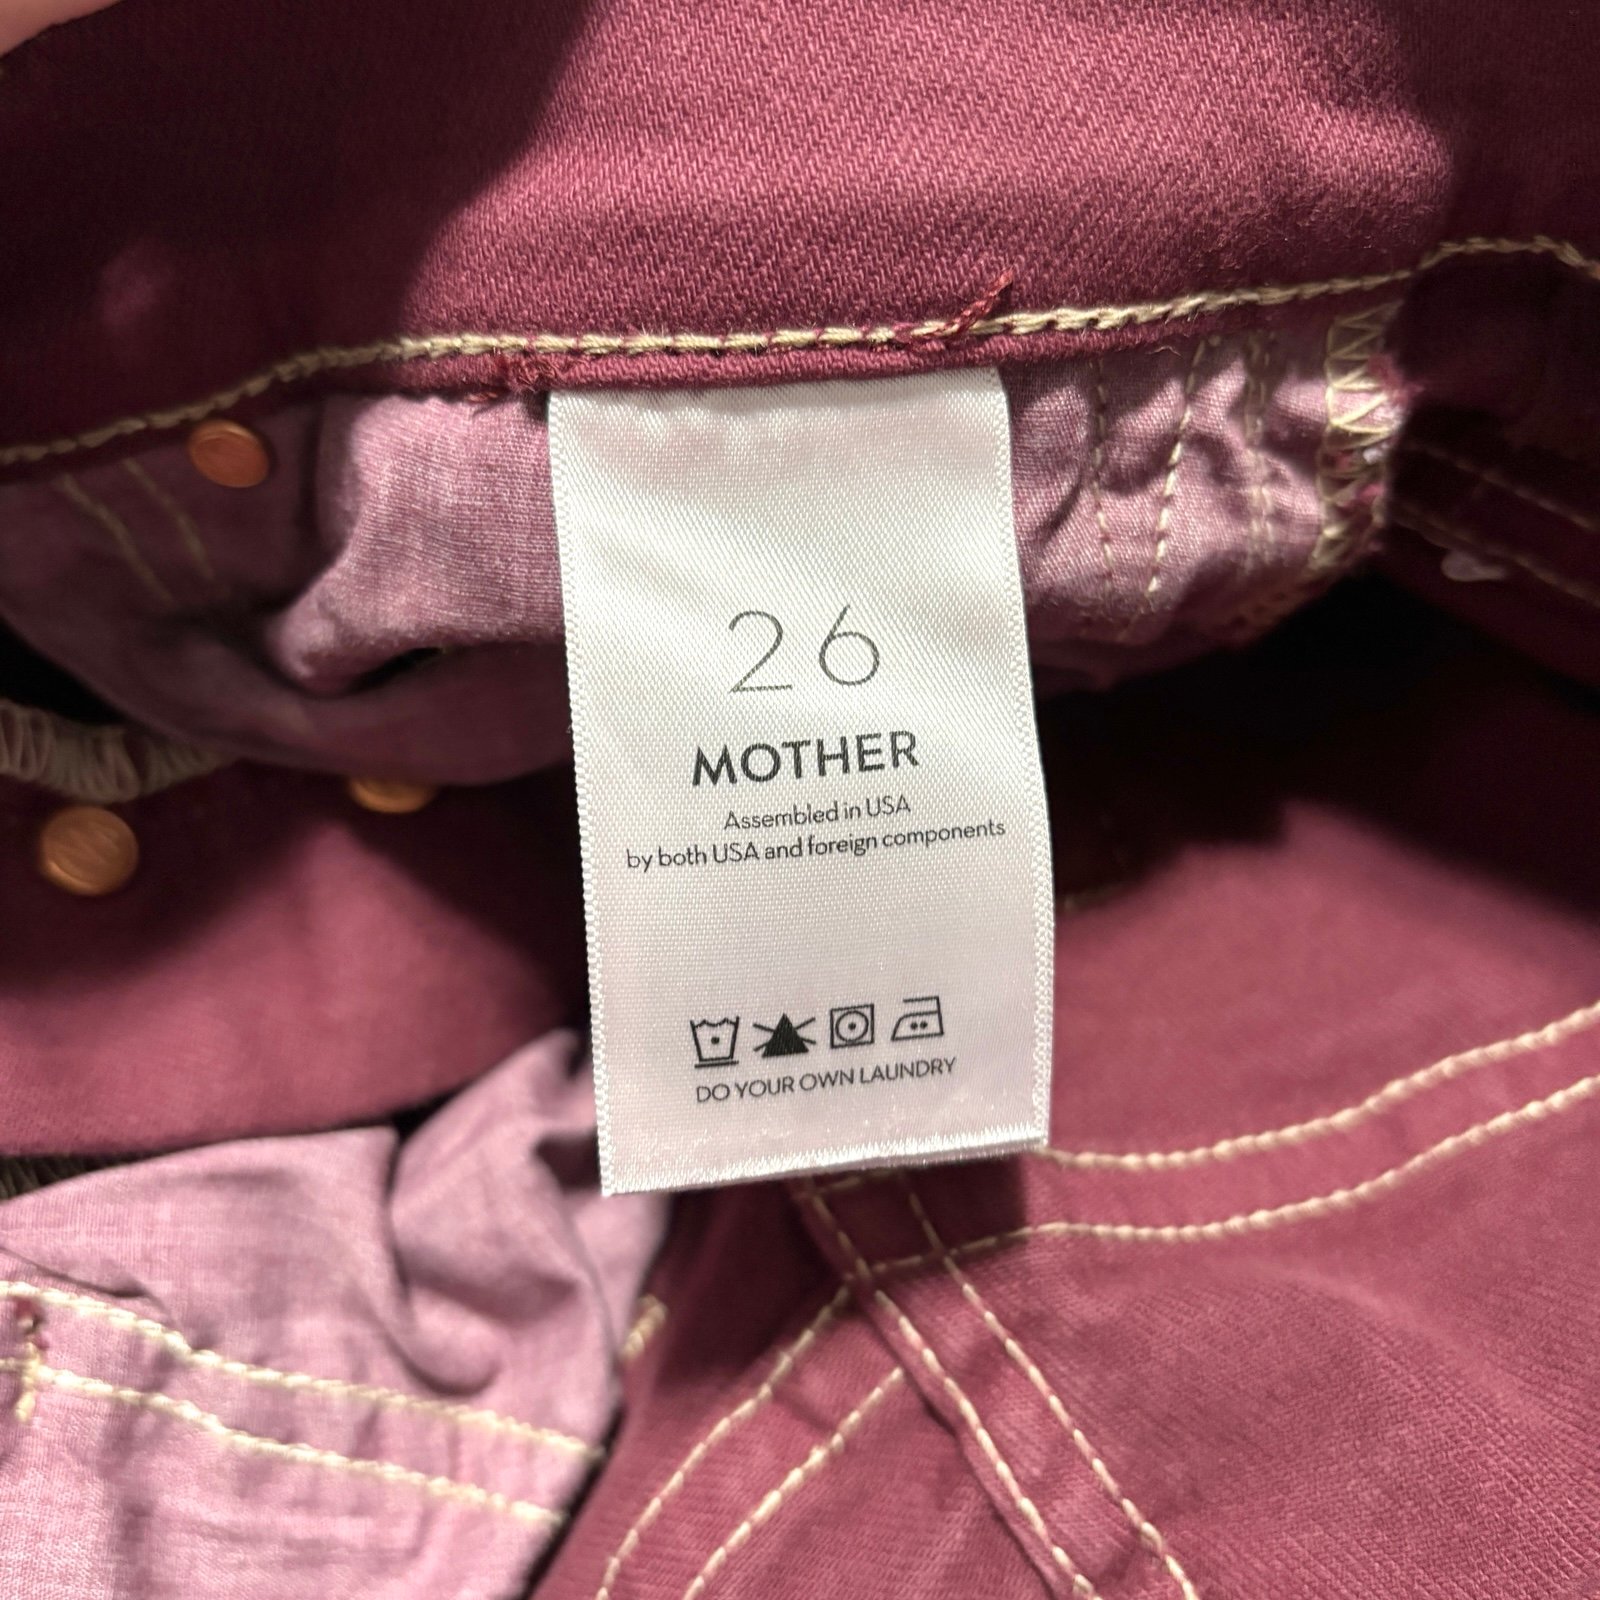 26
MOTHER
Assembled in USA
by both USA and foreign components
DO YOUR OWN LAUNDRY